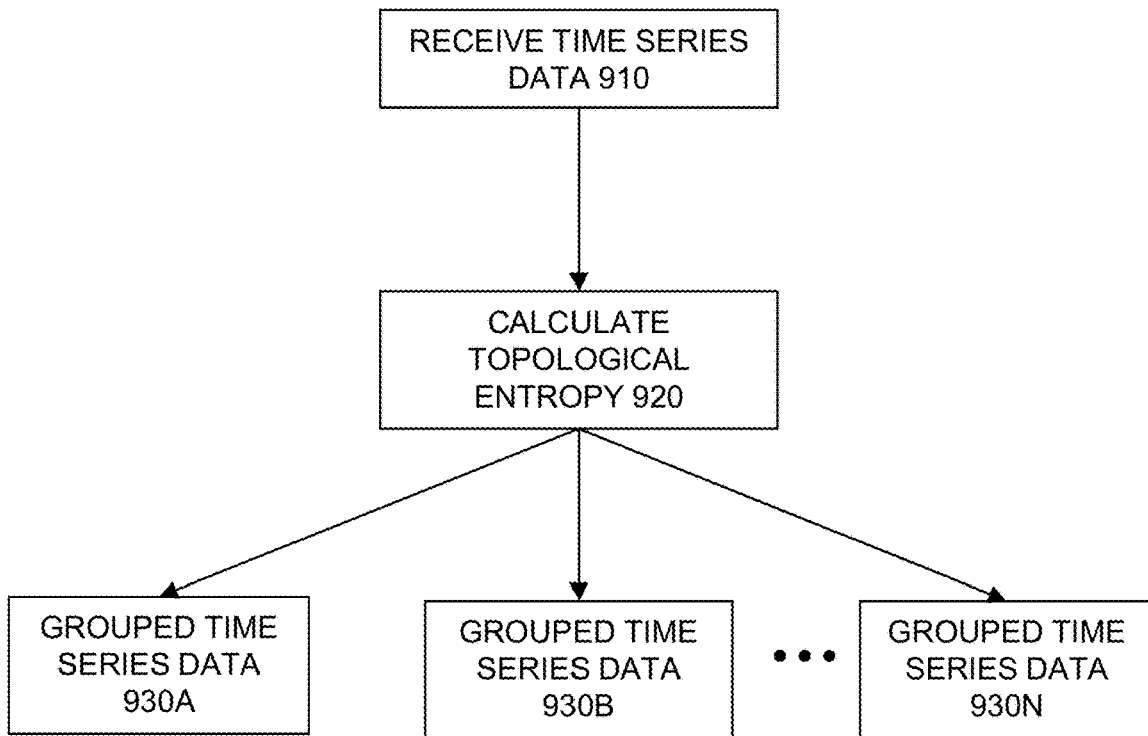 RECEIVE TIME SERIES
DATA 910
CALCULATE
TOPOLOGICAL
ENTROPY 920
GROUPED TIME
SERIES DATA
930A
GROUPED TIME
SERIES DATA
930B
•••
GROUPED TIME
SERIES DATA
930N